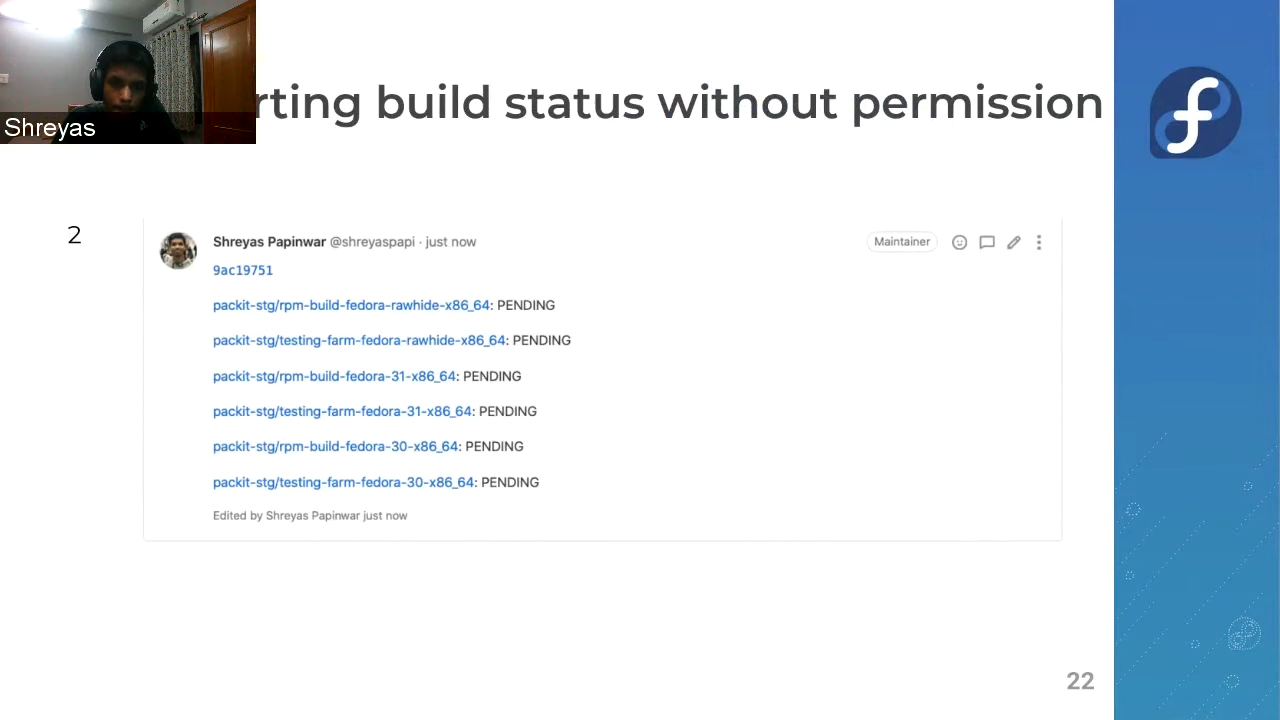 rting build status without permission
Shreyas
2
Shreyas Papinwar @shreyaspapi · just now
Maintainer
9ac19751
packit-stg/rpm-build-fedora-rawhide-x86_64: PENDING
packit-stg/testing-farm-fedora-rawhide-x86_64: PENDING
packit-stg/rpm-build-fedora-31-x86_64: PENDING
packit-stg/testing-farm-fedora-31-x86_64: PENDING
packit-stg/rpm-build-fedora-30-x86_64: PENDING
packit-stg/testing-farm-fedora-30-x86_64: PENDING
Edited by Shreyas Papinwar just now
22